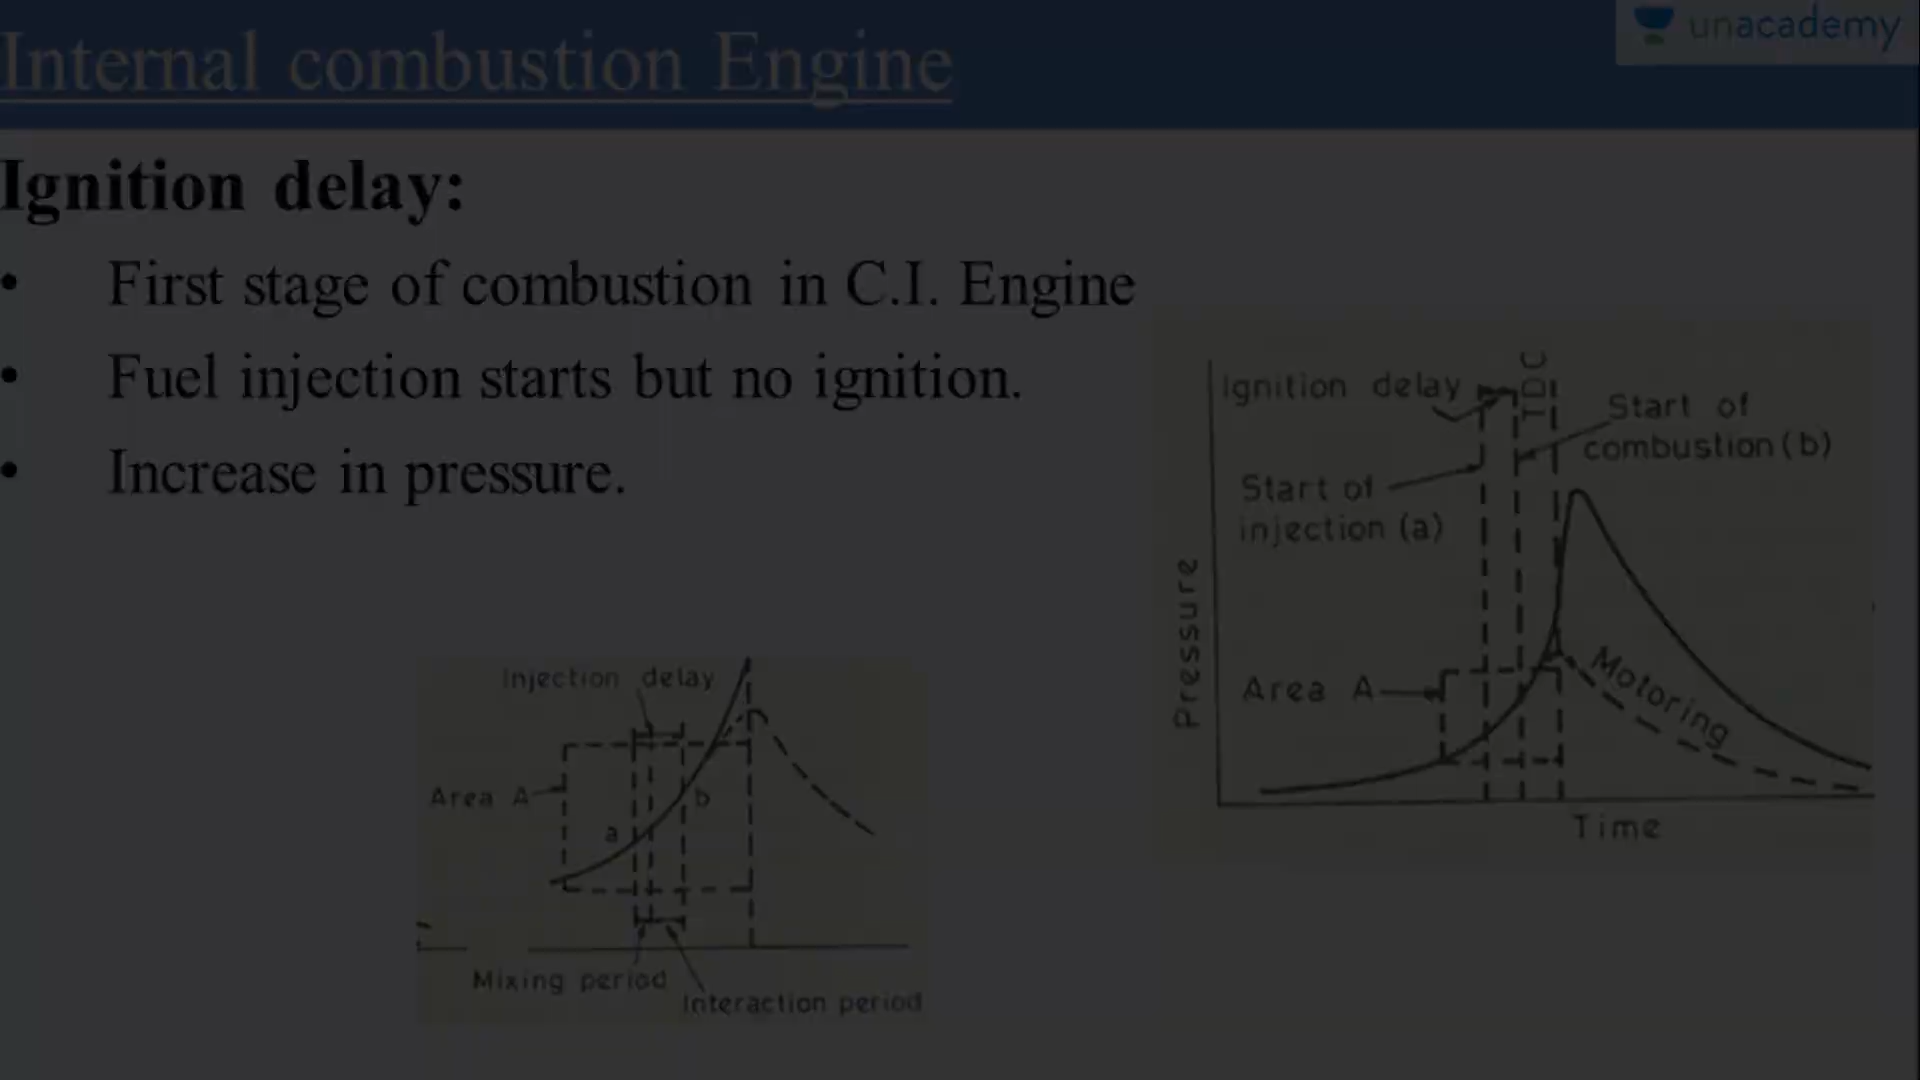 Internal combustion Engine
unacademy
Ignition delay:
• First stage of combustion in C.I. Engine
• Fuel injection starts but no ignition.
• Increase in pressure.
Ignition delay
TDC
Start of
combustion (b)
Start of
injection (a)
Pressure
Area A
Motoring
Time
Injection delay
Area A
a
b
Mixing period
Interaction period